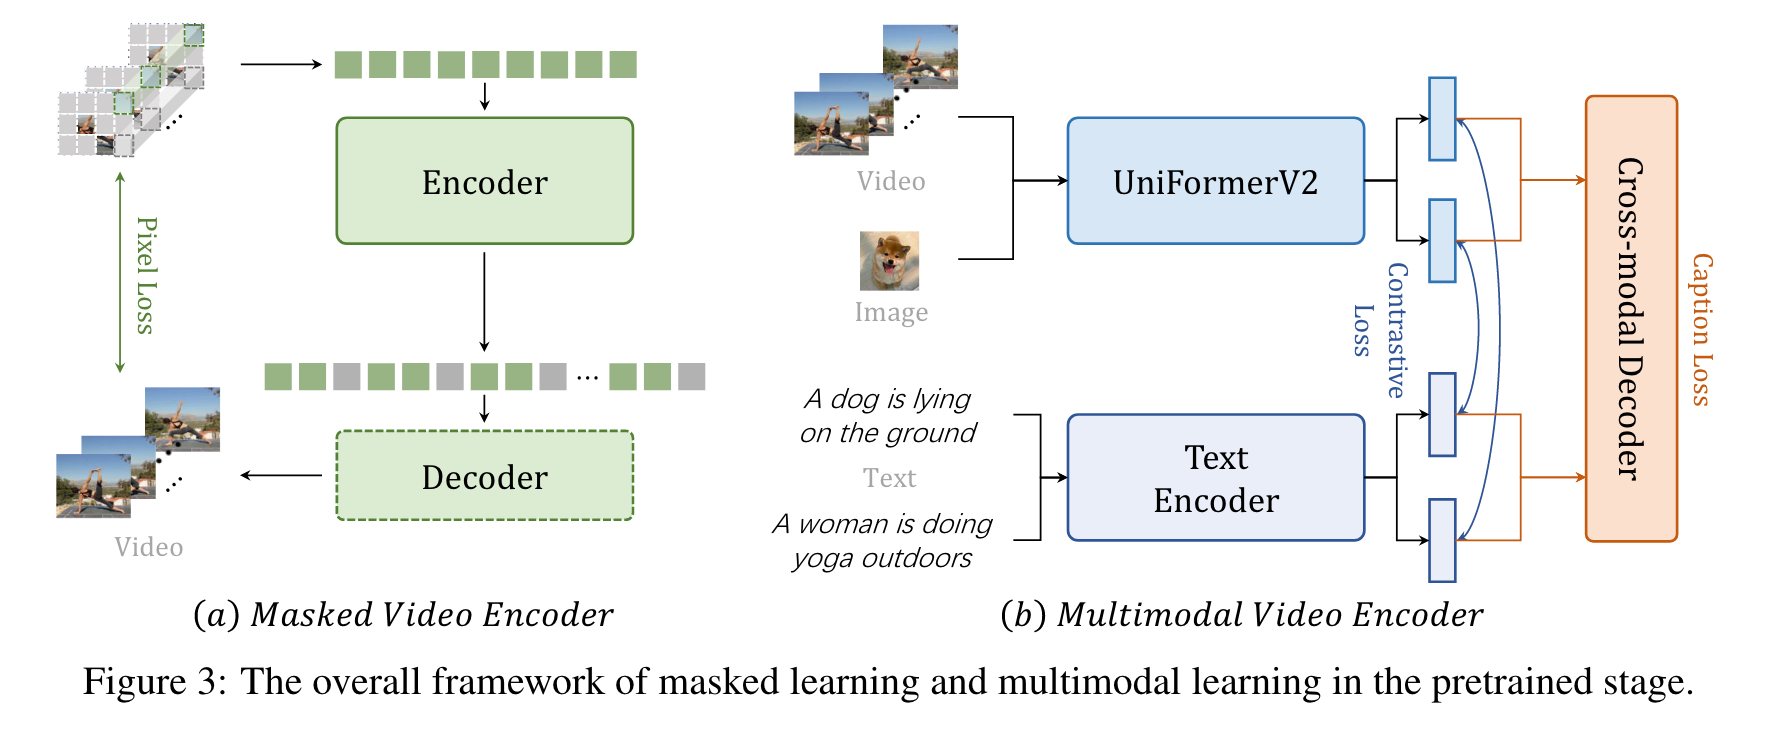 Encoder
Pixel Loss
Decoder
Video
(a) Masked Video Encoder
Video
Image
UniFormerV2
A dog is lying
on the ground
Text
A woman is doing
yoga outdoors
Text
Encoder
Contrastive
Loss
Cross-modal Decoder
Caption Loss
(b) Multimodal Video Encoder
Figure 3: The overall framework of masked learning and multimodal learning in the pretrained stage.